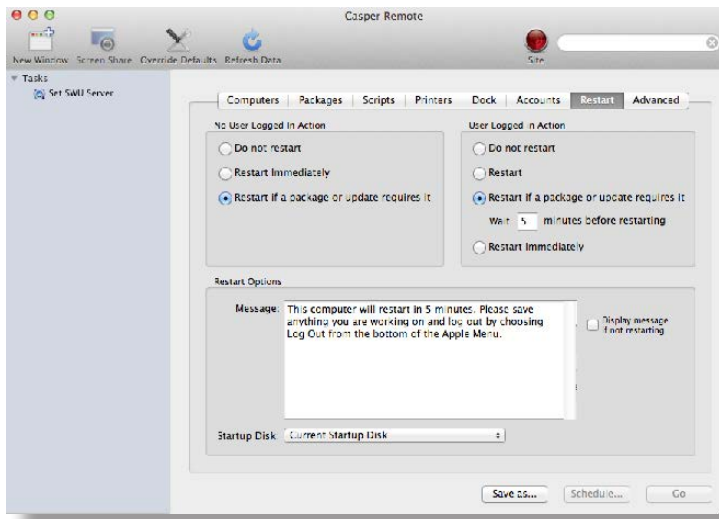 Casper Remote
New Window Screen Share Override Defaults Refresh Data Site
Tasks
Set SWU Server
Computers Packages Scripts Printers Dock Accounts Restart Advanced
No User Logged In Action
Do not restart
Restart Immediately
Restart if a package or update requires it
User Logged In Action
Do not restart
Restart
Restart if a package or update requires it
Wait 5 minutes before restarting
Restart Immediately
Restart Options
Message: This computer will restart in 5 minutes. Please save
anything you are working on and log out by choosing
Log Out from the bottom of the Apple Menu.
Display message
if not restarting
Startup Disk: Current Startup Disk
Save as... Schedule... Go